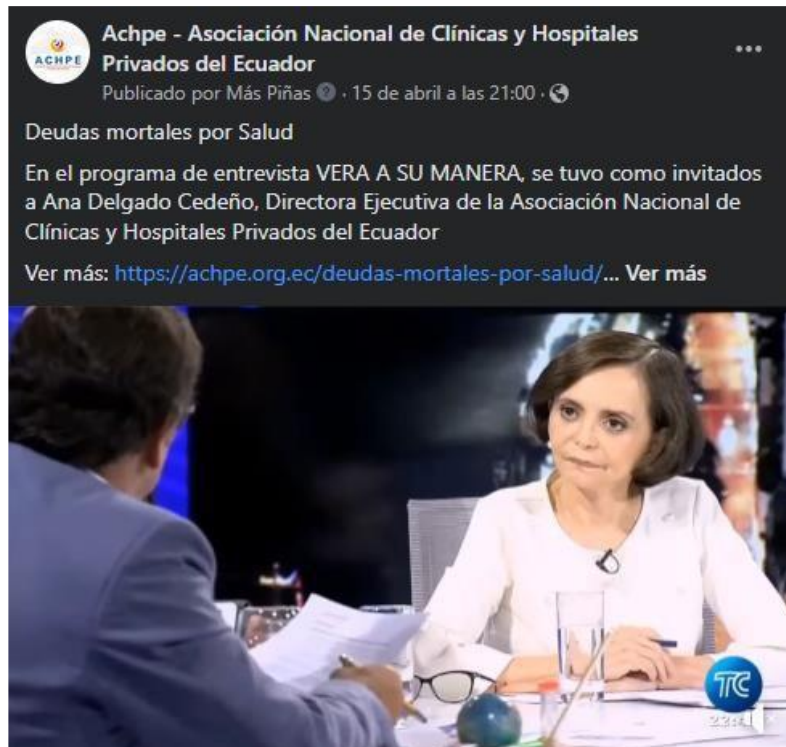 Achpe - Asociación Nacional de Clínicas y Hospitales
Privados del Ecuador
ACHPE
Publicado por Más Piñas · 15 de abril a las 21:00 ·
Deudas mortales por Salud
En el programa de entrevista VERA A SU MANERA, se tuvo como invitados
a Ana Delgado Cedeño, Directora Ejecutiva de la Asociación Nacional de
Clínicas y Hospitales Privados del Ecuador
Ver más: https://achpe.org.ec/deudas-mortales-por-salud/... Ver más
TC